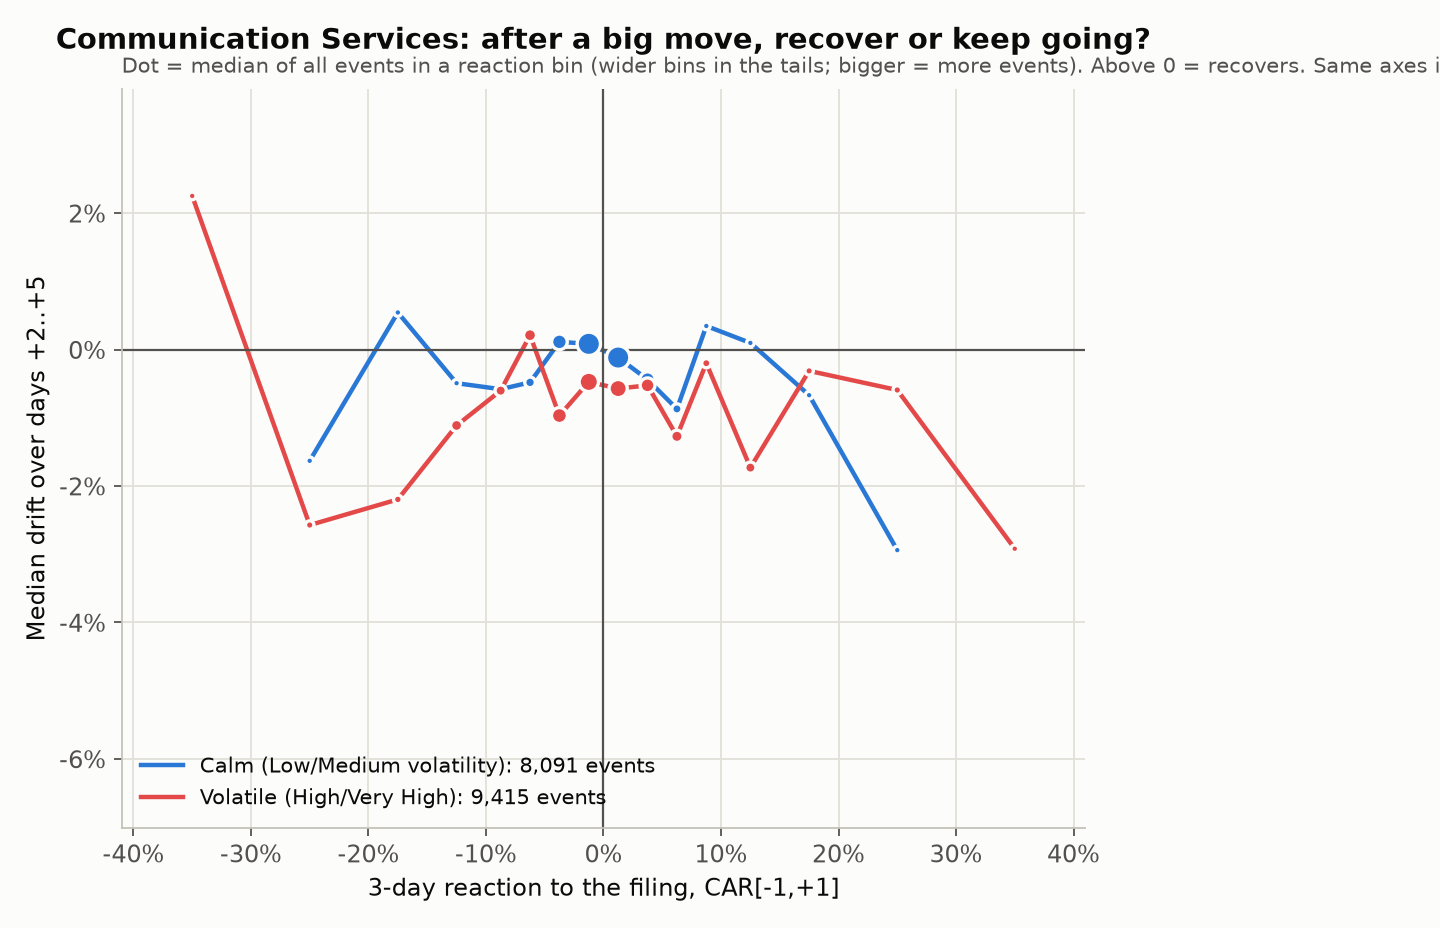 Communication Services: after a big move, recover or keep going?
Dot = median of all events in a reaction bin (wider bins in the tails; bigger = more events). Above 0 = recovers. Same axes i
Median drift over days +2..+5
2%
0%
-2%
-4%
-6%
Calm (Low/Medium volatility): 8,091 events
Volatile (High/Very High): 9,415 events
-40%
-30%
-20%
-10%
0%
10%
20%
30%
40%
3-day reaction to the filing, CAR[-1,+1]